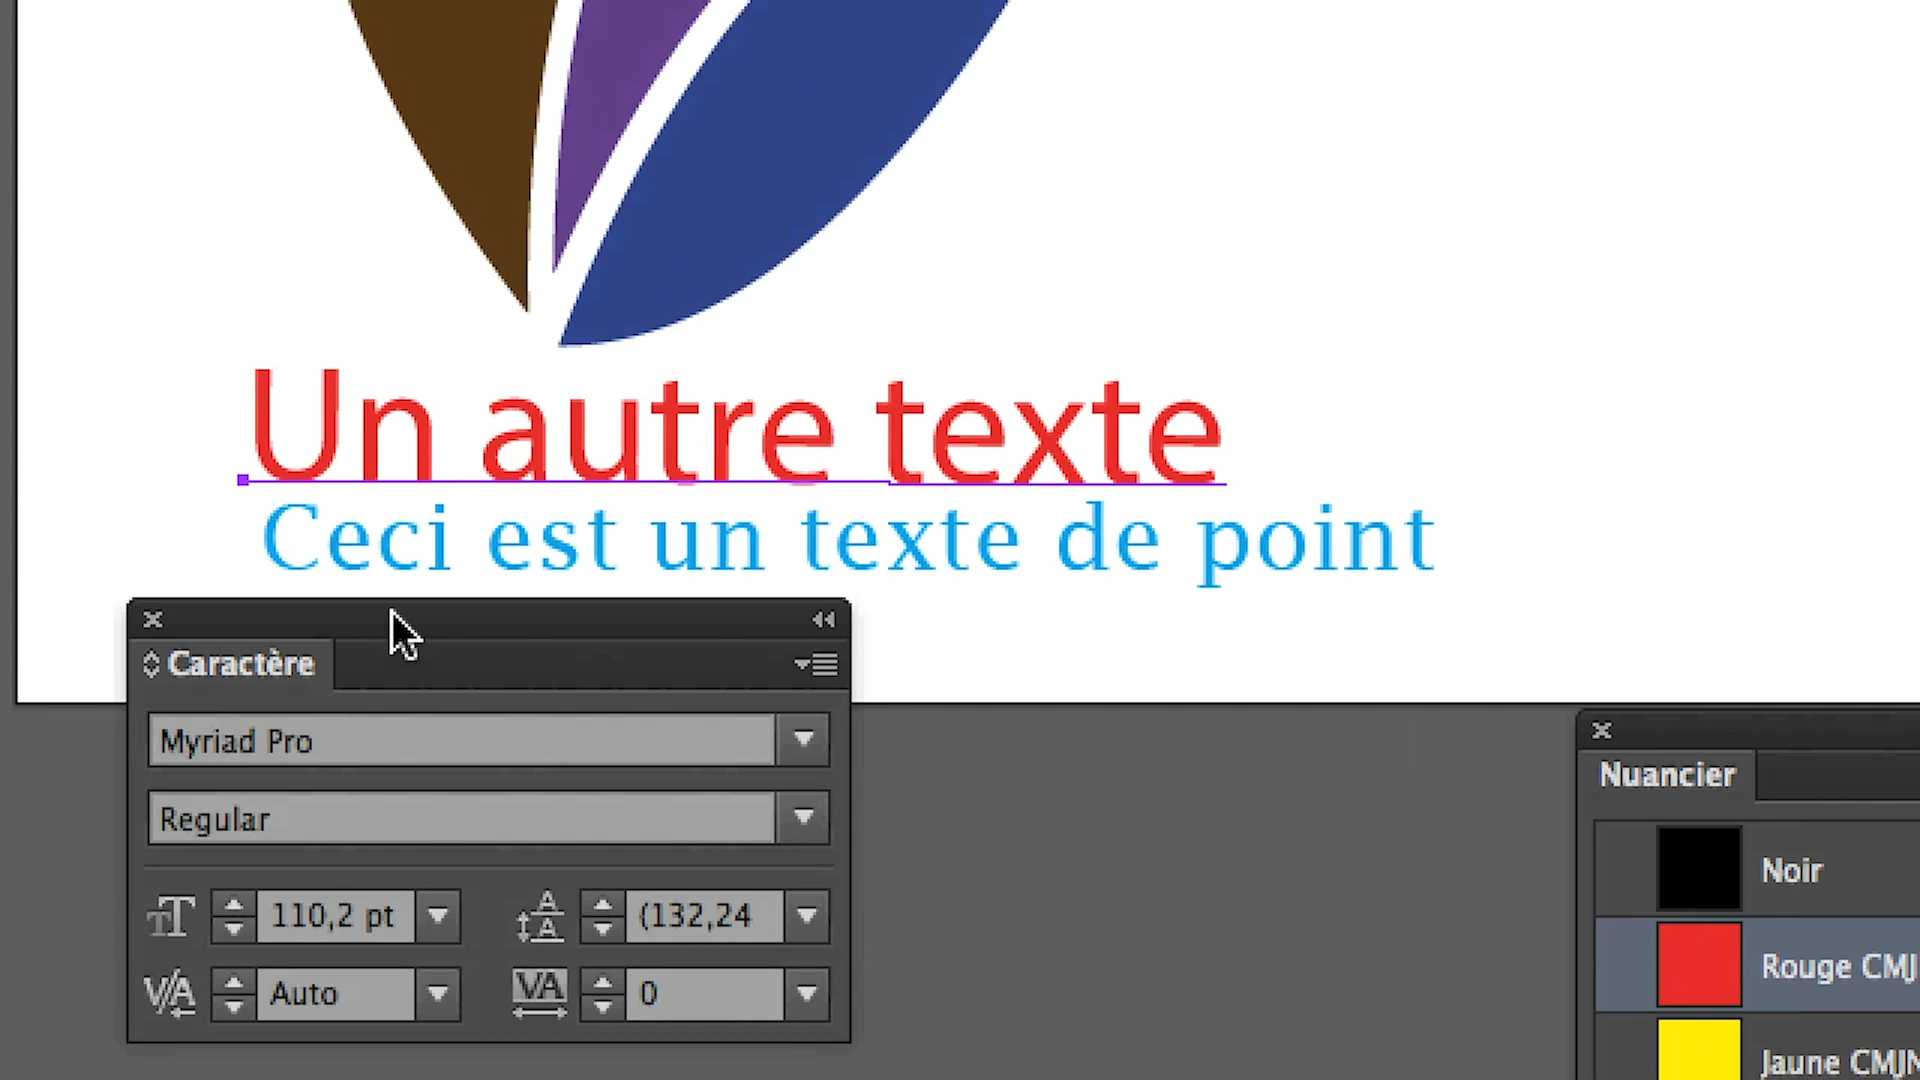 Un autre texte
Ceci est un texte de point
Caractère
Myriad Pro
Regular
110,2 pt
(132,24
Auto
0
Nuancier
Noir
Rouge CMJ
Jaune CMJN